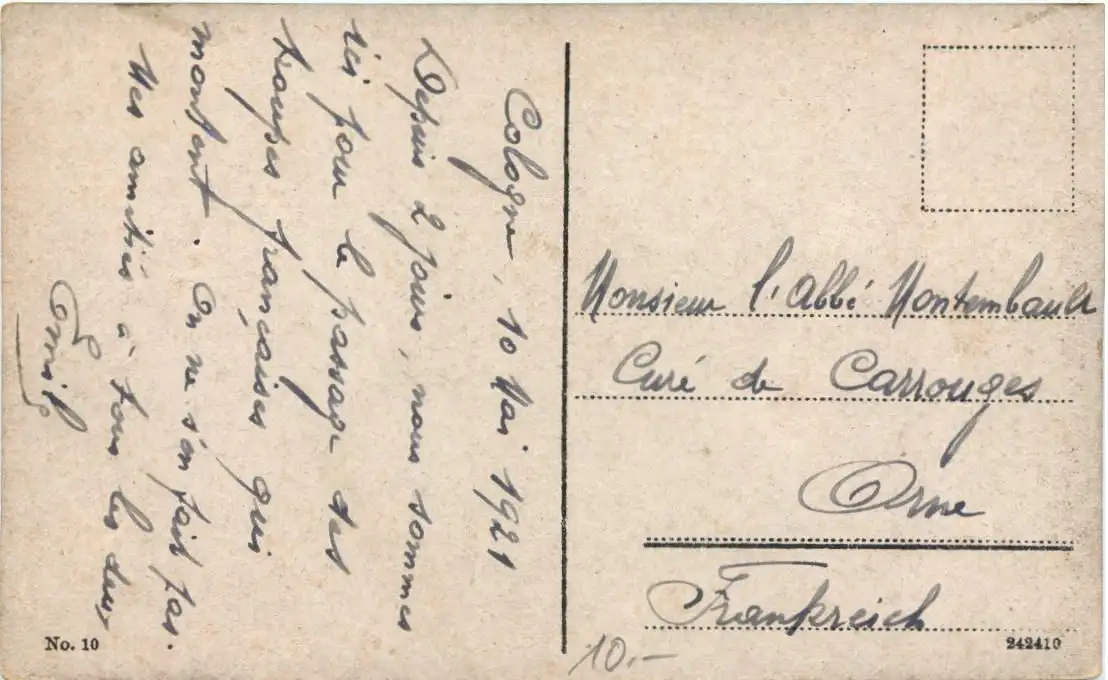 Cologne, 10 Mai 1921
Depuis 2 jours, nous sommes
ici pour le passage des
troupes françaises qui
montent. On ne s'en fait pas.
Mes amitiés à tous les deux,
Monsieur l'Abbé Montembault
Curé de Carrouges
Orne
Frankreich
No. 10
10.-
242410